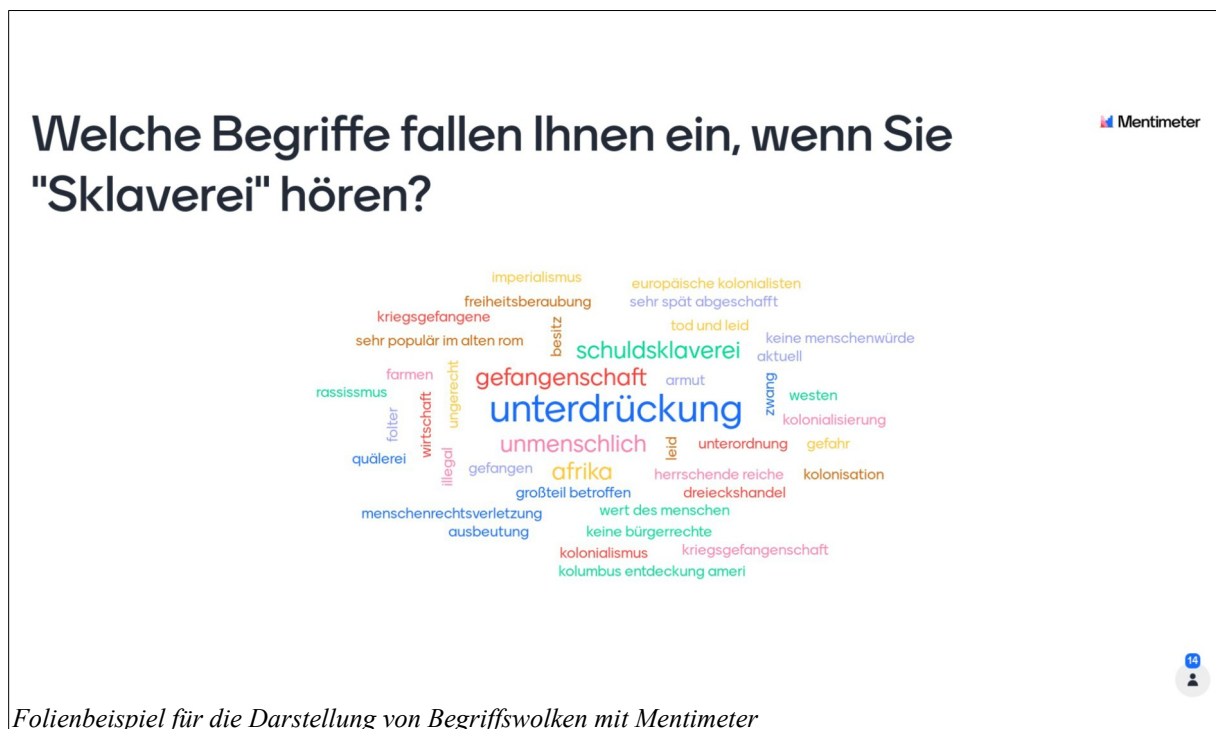 Welche Begriffe fallen Ihnen ein, wenn Sie
"Sklaverei" hören?
Mentimeter
imperialismus
europäische kolonialisten
freiheitsberaubung
sehr spät abgeschafft
kriegsgefangene
besitz
tod und leid
sehr populär im alten rom
schuldsklaverei
keine menschenwürde
aktuell
farmen
ungerecht
gefangenschaft
armut
zwang
rassissmus
westen
folter
wirtschaft
unterdrückung
kolonialisierung
quälerei
illegal
unmenschlich
leid
unterordnung
gefahr
gefangen
afrika
herrschende reiche
kolonisation
großteil betroffen
dreieckshandel
menschenrechtsverletzung
wert des menschen
ausbeutung
keine bürgerrechte
kolonialismus
kriegsgefangenschaft
kolumbus entdeckung ameri
14
Folienbeispiel für die Darstellung von Begriffswolken mit Mentimeter